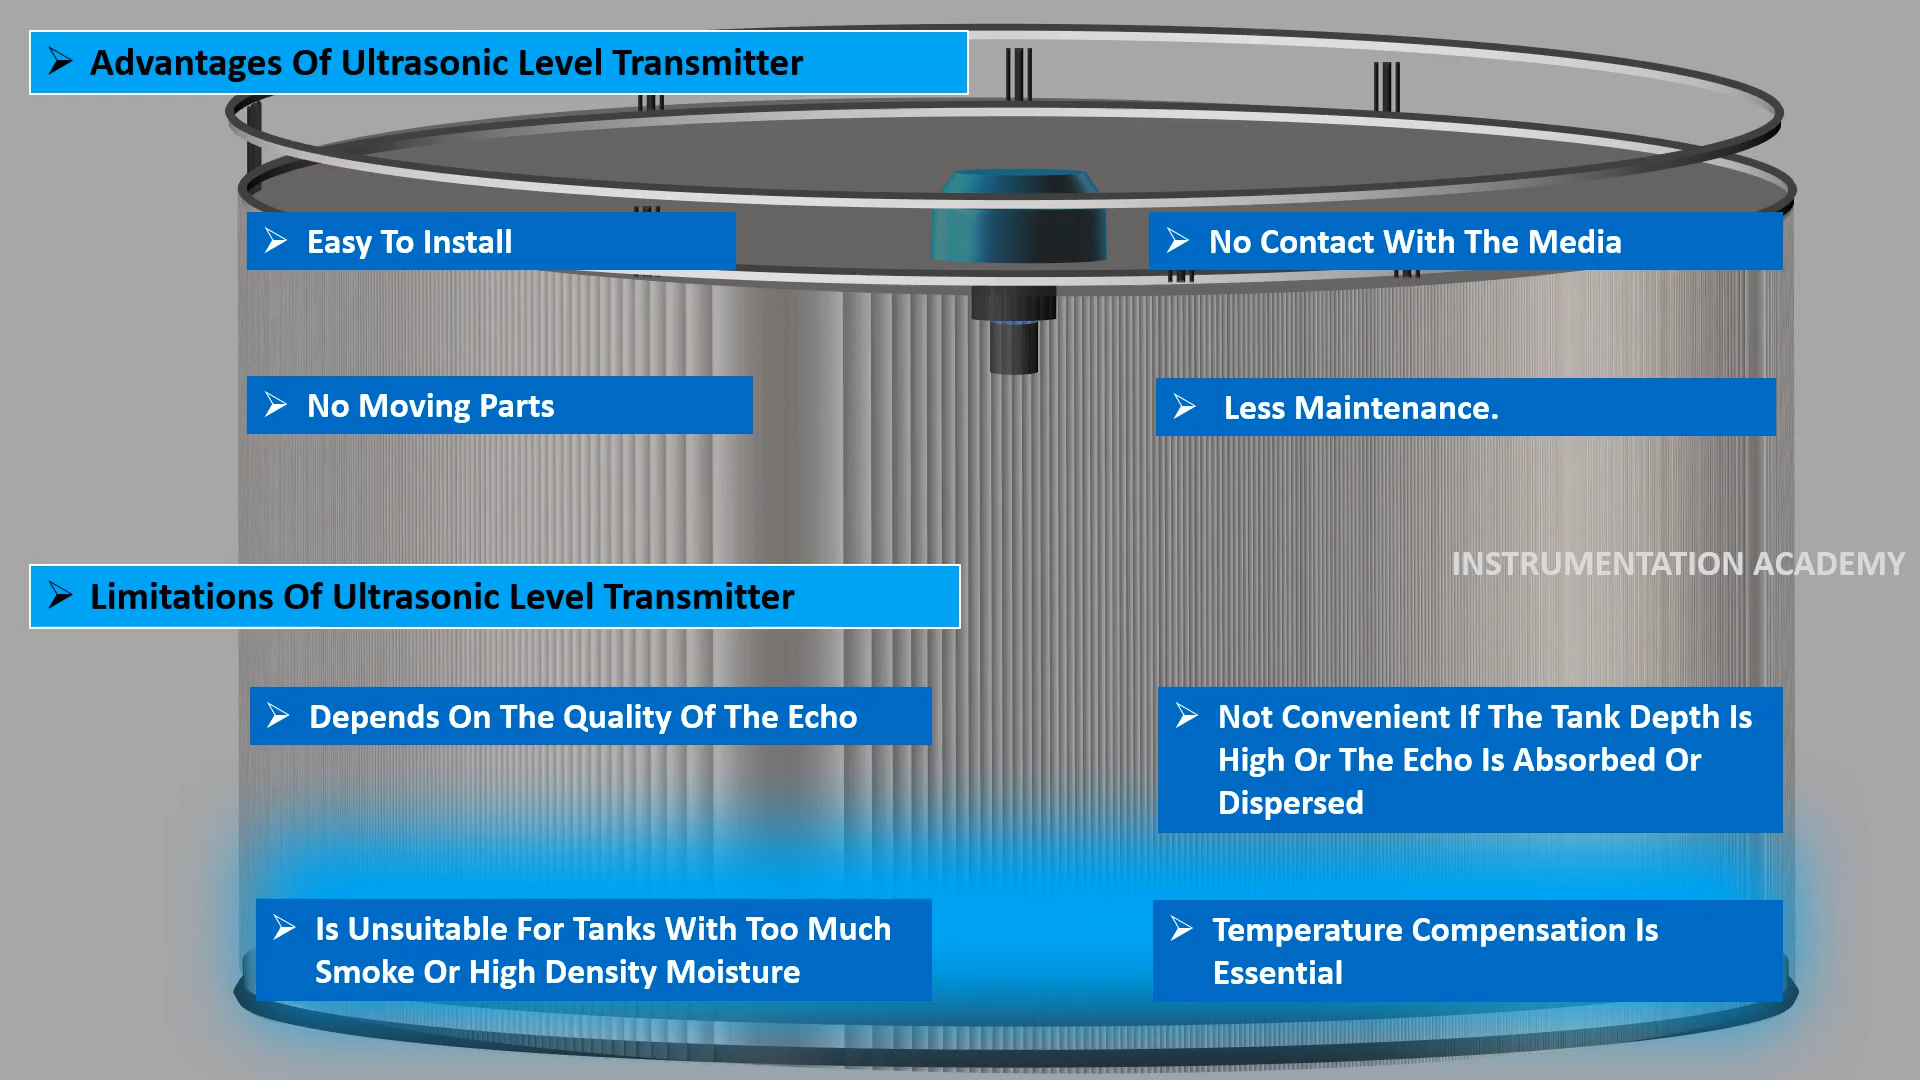 Advantages Of Ultrasonic Level Transmitter
Easy To Install
No Contact With The Media
No Moving Parts
Less Maintenance.
INSTRUMENTATION ACADEMY
Limitations Of Ultrasonic Level Transmitter
Depends On The Quality Of The Echo
Not Convenient If The Tank Depth Is
High Or The Echo Is Absorbed Or
Dispersed
Is Unsuitable For Tanks With Too Much
Smoke Or High Density Moisture
Temperature Compensation Is
Essential